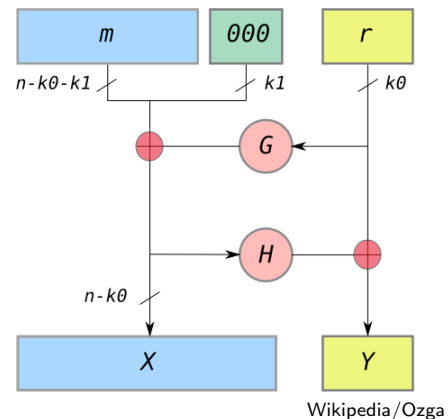 m 000 r
n-k0-k1 k1 k0
G
H
n-k0
X Y
Wikipedia/Ozga